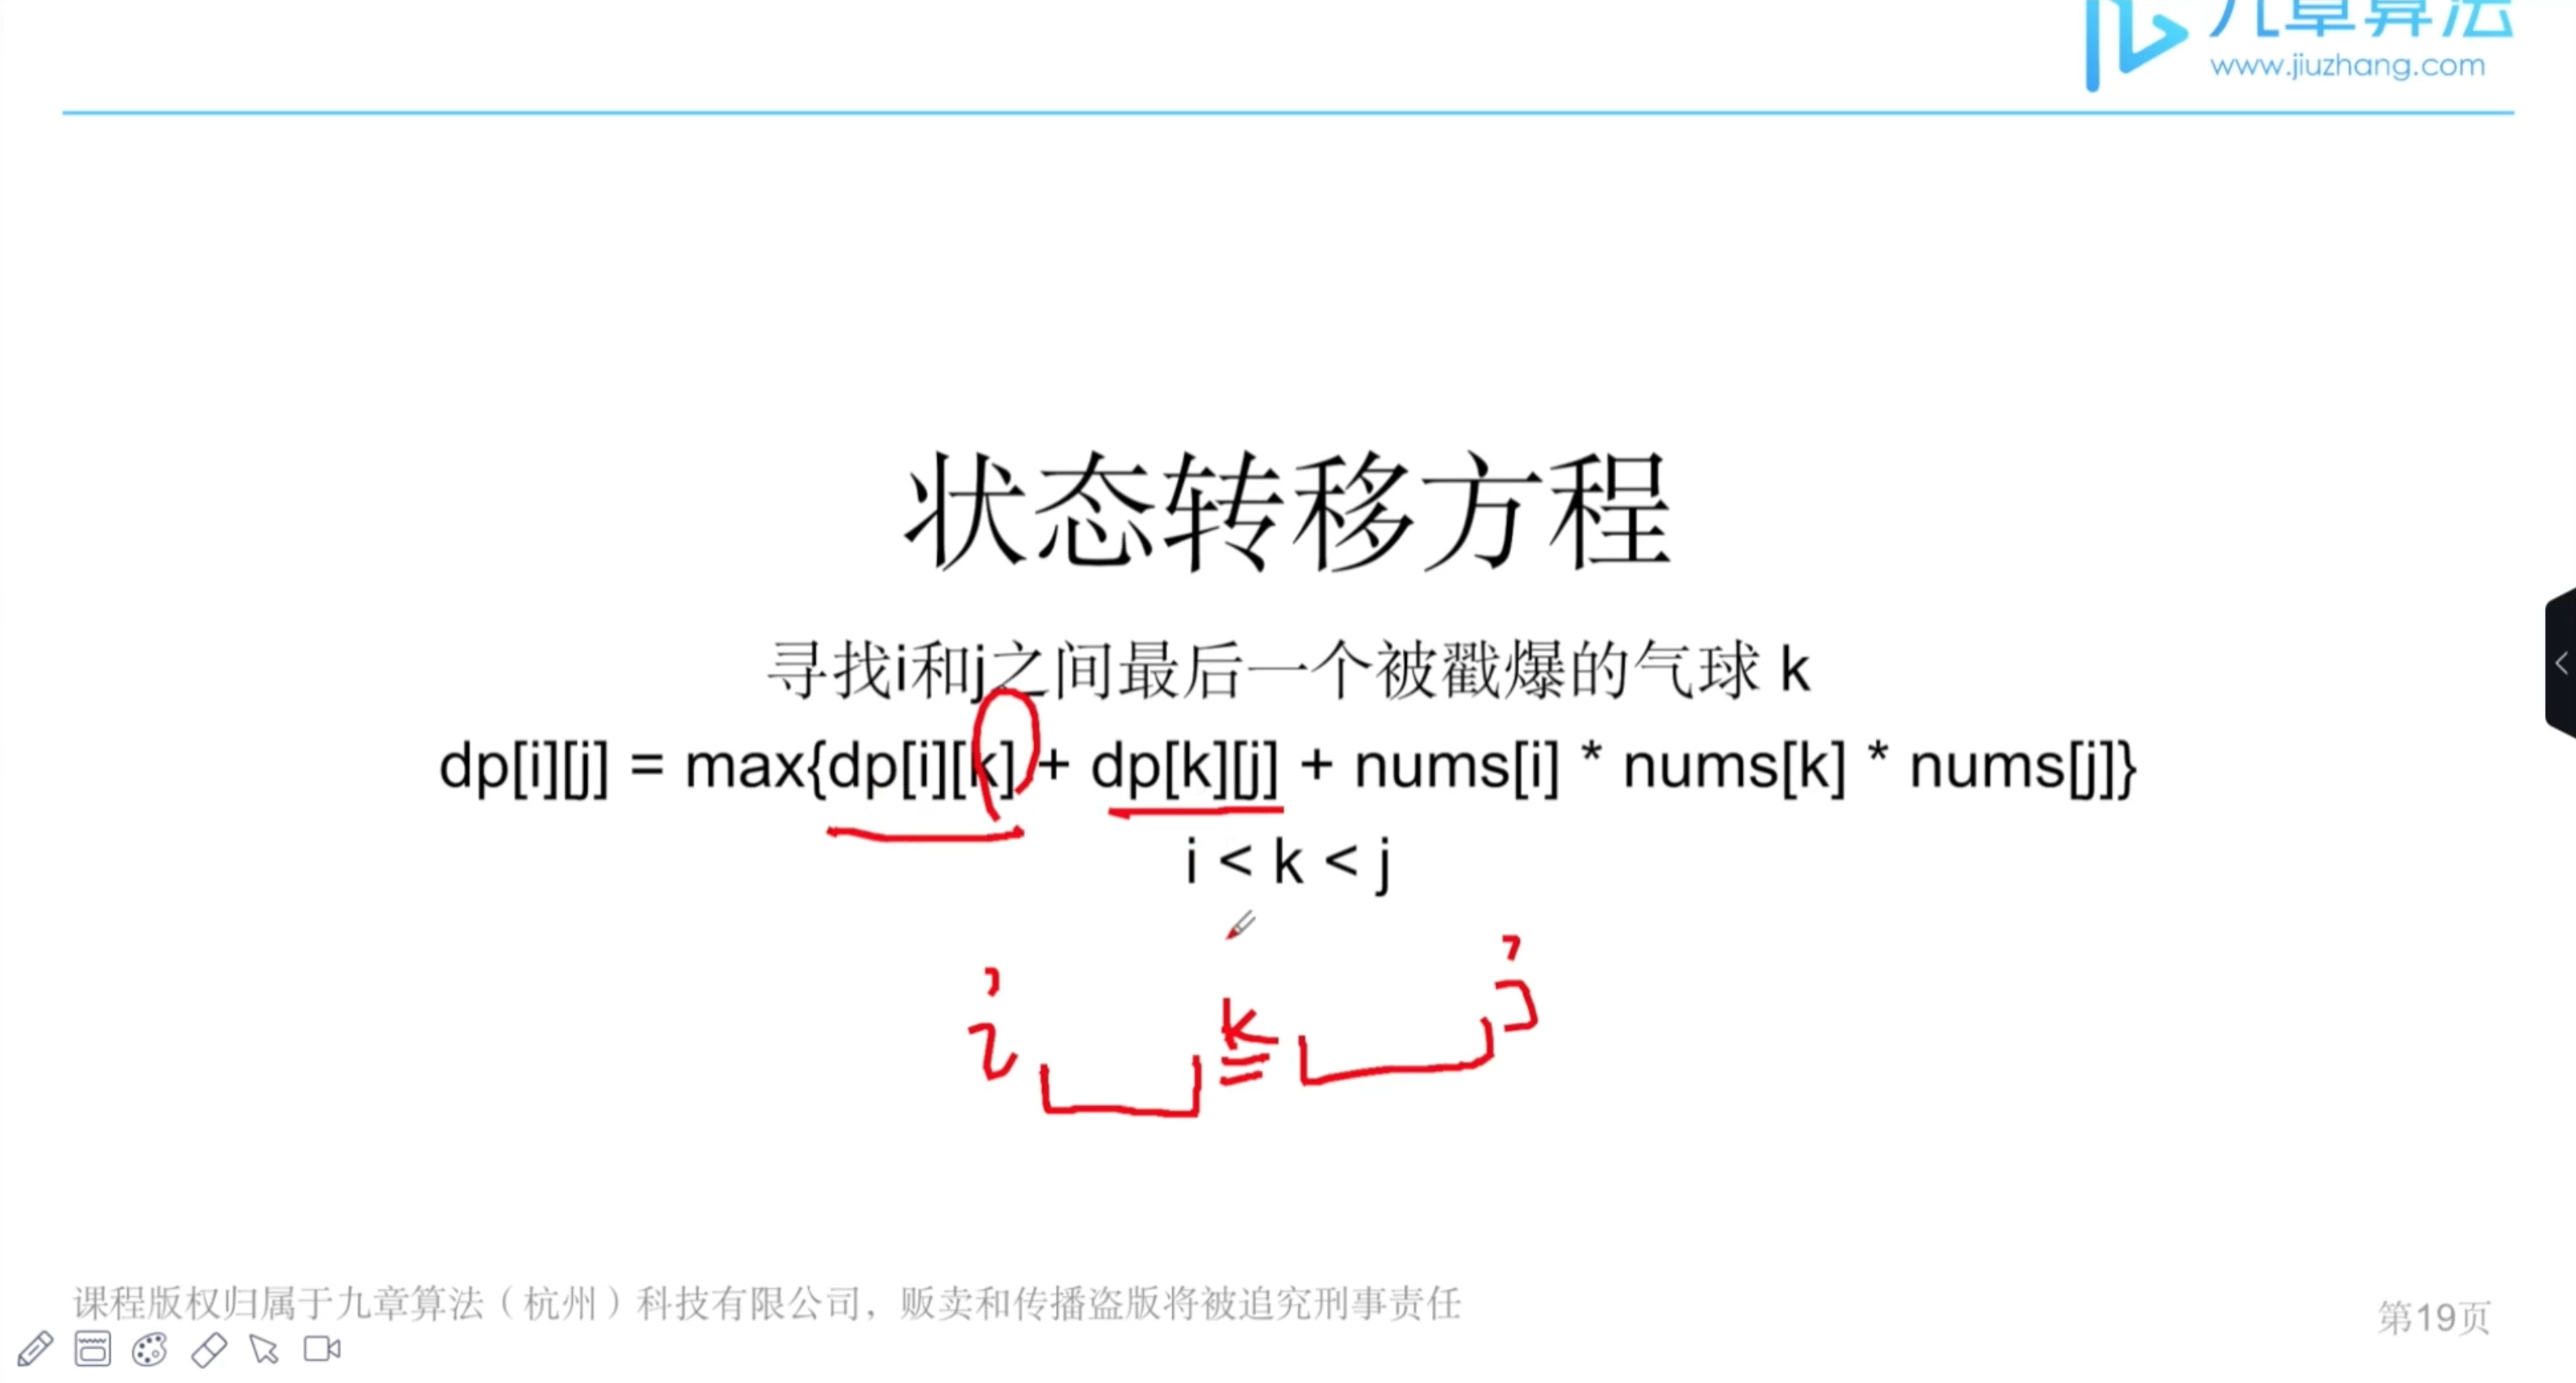 九章算法
www.jiuzhang.com
状态转移方程
寻找i和j之间最后一个被戳爆的气球 k
dp[i][j] = max{dp[i][k] + dp[k][j] + nums[i] * nums[k] * nums[j]}
i < k < j
i k j
课程版权归属于九章算法（杭州）科技有限公司，贩卖和传播盗版将被追究刑事责任
第19页